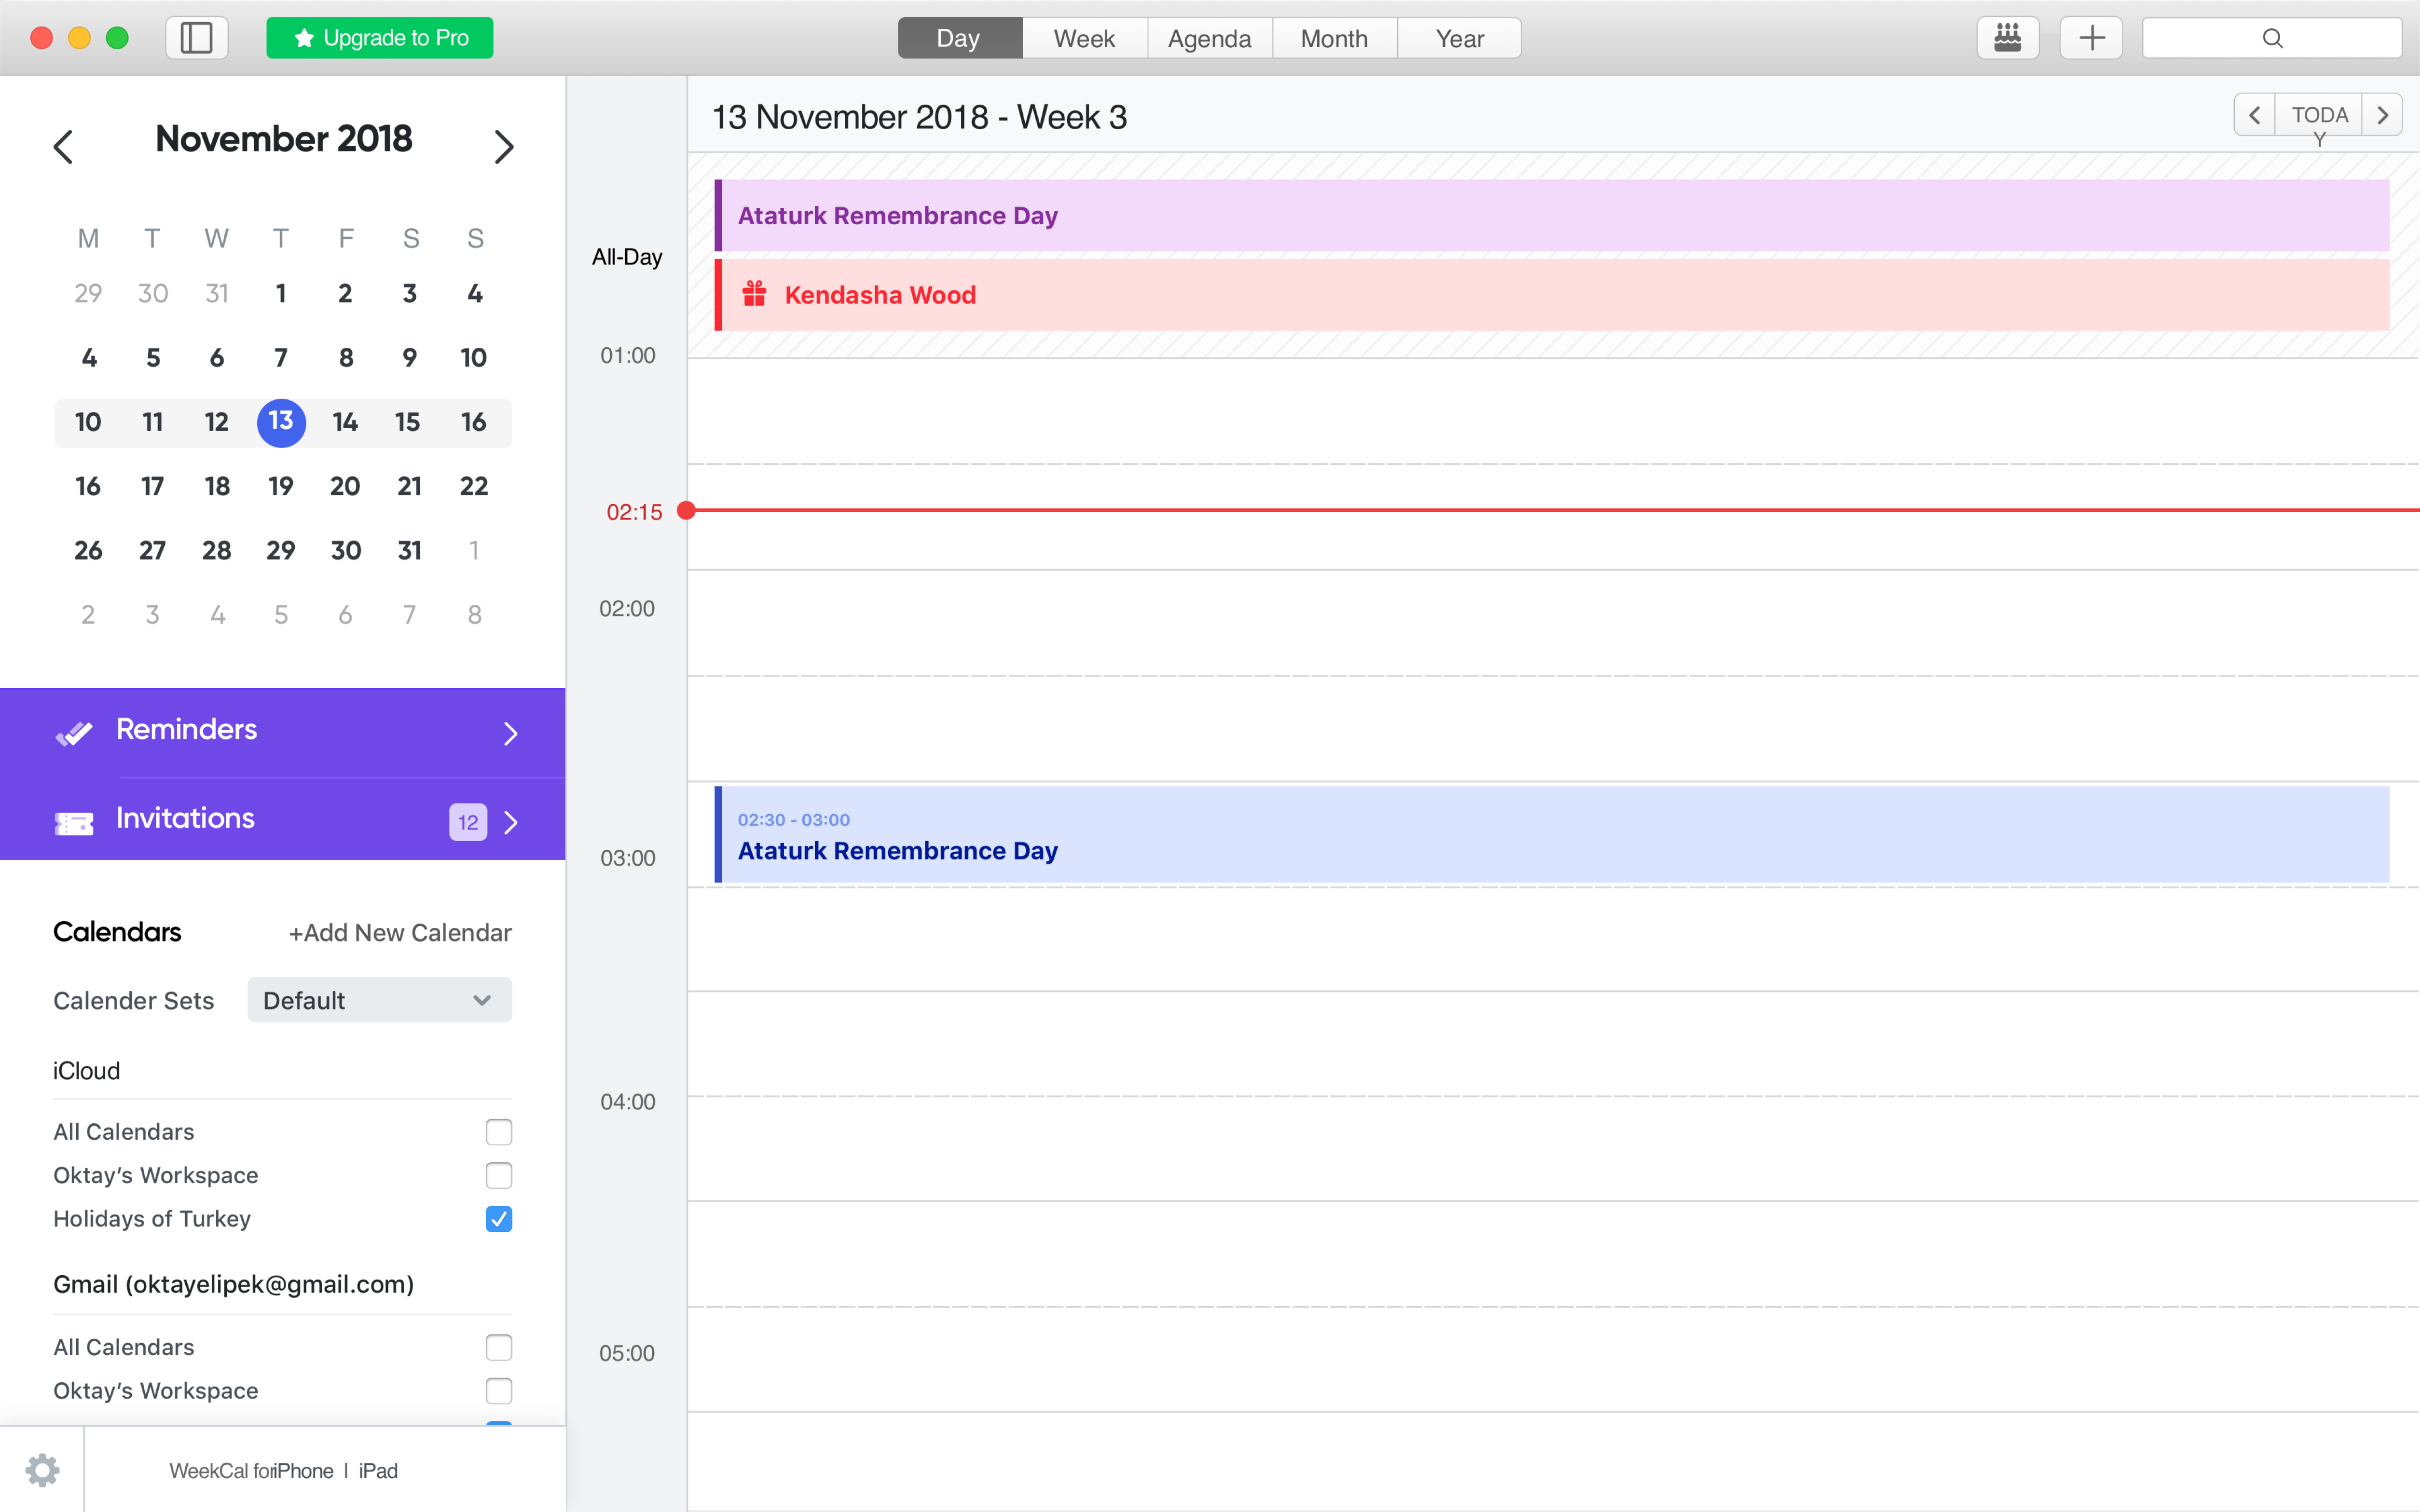 Upgrade to Pro
Day Week Agenda Month Year
November 2018
M T W T F S S
29 30 31 1 2 3 4
4 5 6 7 8 9 10
10 11 12 13 14 15 16
16 17 18 19 20 21 22
26 27 28 29 30 31 1
2 3 4 5 6 7 8
Reminders
Invitations 12
Calendars +Add New Calendar
Calender Sets Default
iCloud
All Calendars
Oktay’s Workspace
Holidays of Turkey
Gmail (oktayelipek@gmail.com)
All Calendars
Oktay’s Workspace
WeekCal foriPhone | iPad
13 November 2018 - Week 3
TODA
Y
All-Day
Ataturk Remembrance Day
Kendasha Wood
01:00
02:15
02:00
02:30 - 03:00
Ataturk Remembrance Day
03:00
04:00
05:00